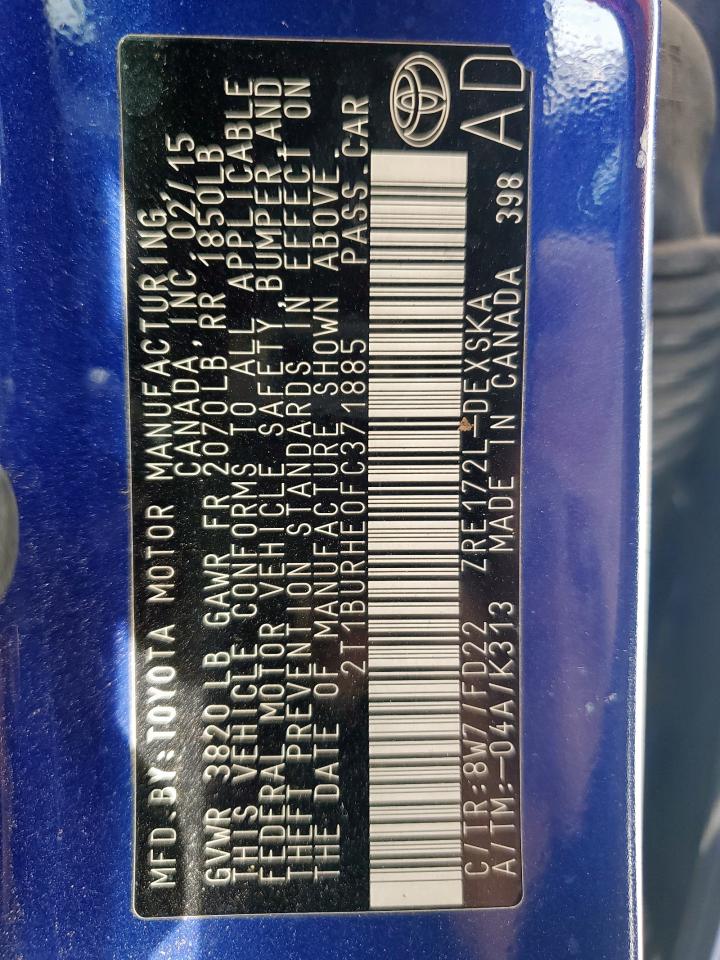 MFD.BY:TOYOTA MOTOR MANUFACTURING
CANADA, INC. 02/15
GVWR 3820 LB GAWR FR 2070LB RR 1850LB
THIS VEHICLE CONFORMS TO ALL APPLICABLE
FEDERAL MOTOR VEHICLE SAFETY, BUMPER, AND
THEFT PREVENTION STANDARDS IN EFFECT ON
THE DATE OF MANUFACTURE SHOWN ABOVE.
2T1BURHE0FC371885 PASS.CAR
C/TR:8W7/FD22 ZRE172L-DEXSKA
A/TM:-04A/K313 MADE IN CANADA 398
AD